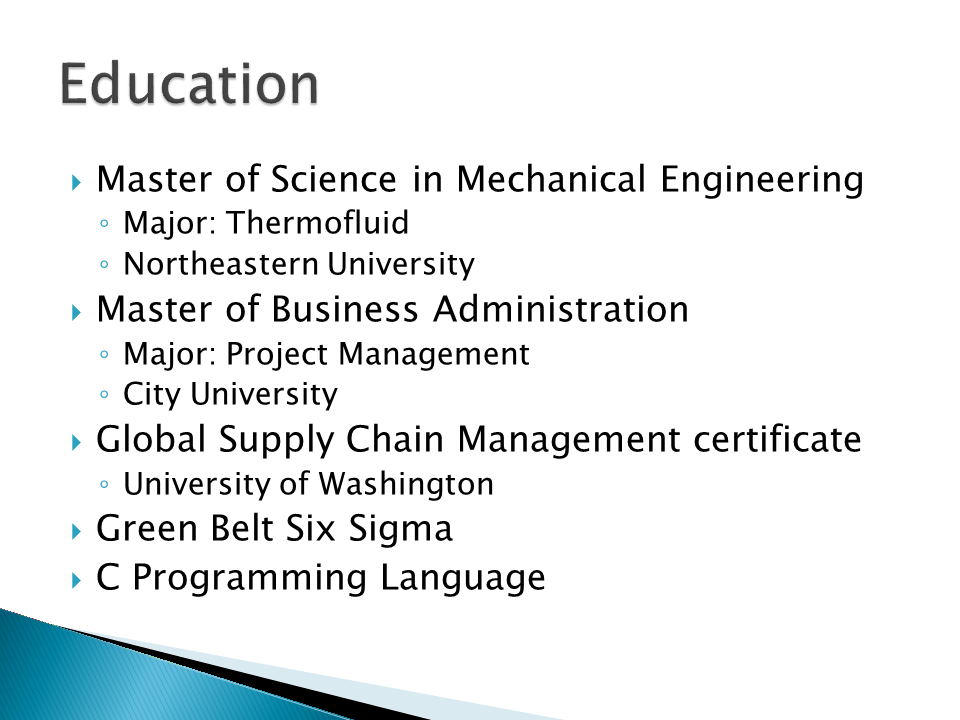 Education
Master of Science in Mechanical Engineering
Major: Thermofluid
Northeastern University
Master of Business Administration
Major: Project Management
City University
Global Supply Chain Management certificate
University of Washington
Green Belt Six Sigma
C Programming Language